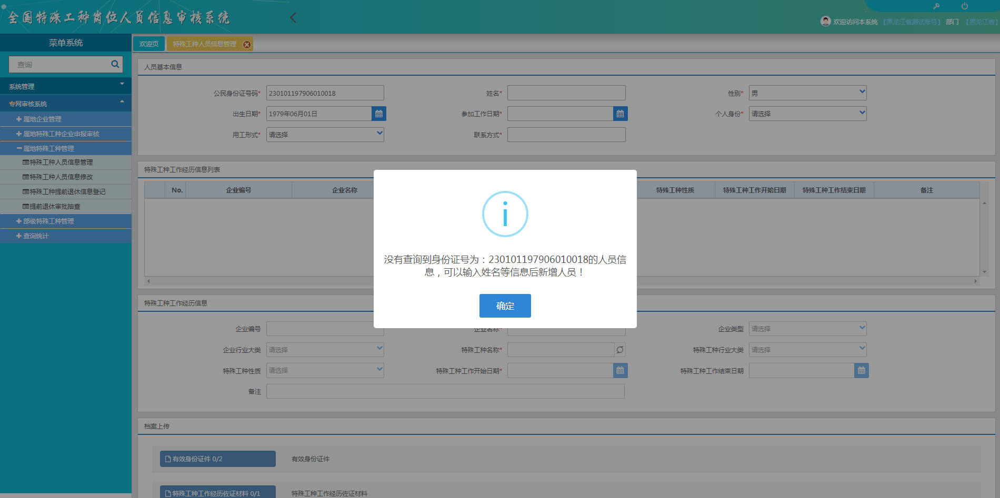 全国特殊工种岗位人员信息审核系统
欢迎访问本系统 [黑龙江省测试账号] 部门 [黑龙江省]
菜单系统
查询
系统管理
专网审核系统
属地企业管理
属地特殊工种企业申报审核
属地特殊工种管理
特殊工种人员信息管理
特殊工种人员信息修改
特殊工种提前退休信息登记
提前退休审批抽查
部级特殊工种管理
查询统计
欢迎页 特殊工种人员信息管理
人员基本信息
公民身份证号码* 230101197906010018 姓名* 性别* 男
出生日期* 1979年06月01日 参加工作日期* 个人身份* 请选择
用工形式* 请选择 联系方式*
特殊工种工作经历信息列表
No. 企业编号 企业名称 特殊工种性质 特殊工种工作开始日期 特殊工种工作结束日期 备注
没有查询到身份证号为：230101197906010018的人员信
息，可以输入姓名等信息后新增人员！
确定
特殊工种工作经历信息
企业编号 企业名称* 企业类型 请选择
企业行业大类 请选择 特殊工种名称* 特殊工种行业大类 请选择
特殊工种性质 请选择 特殊工种工作开始日期* 特殊工种工作结束日期
备注
档案上传
有效身份证件 0/2 有效身份证件
特殊工种工作经历佐证材料 0/1 特殊工种工作经历佐证材料